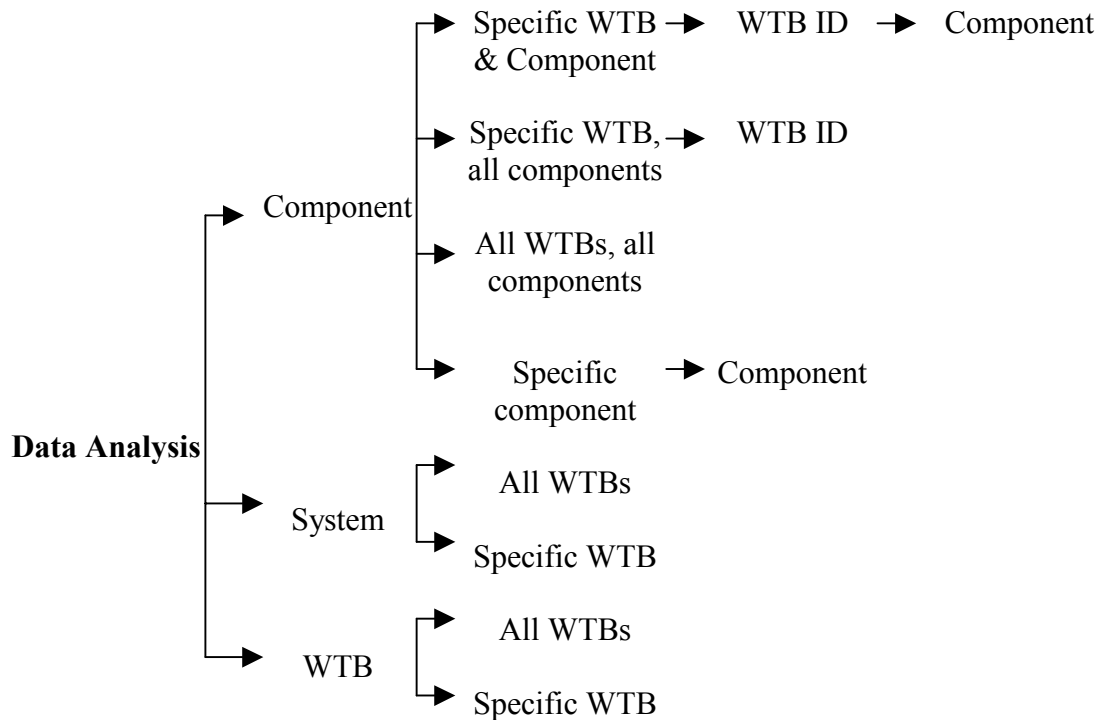 Specific WTB
& Component
WTB ID
Component
Specific WTB,
all components
WTB ID
Component
All WTBs, all
components
Specific
component
Component
Data Analysis
System
All WTBs
Specific WTB
WTB
All WTBs
Specific WTB